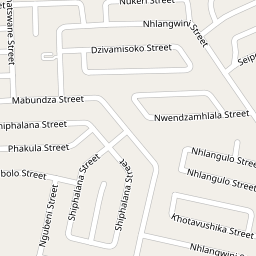 Nukeri Street
Nhlangwini
Street
Dzivamisoko Street
Mabundza Street
Nwendzamhlala Street
Phakula Street
Nhlangulo Street
Nhlangulo Street
Shiphalana Street
Shiphalana Street
Ngubeni Street
Khotavushika Street
Nhlangwini Street